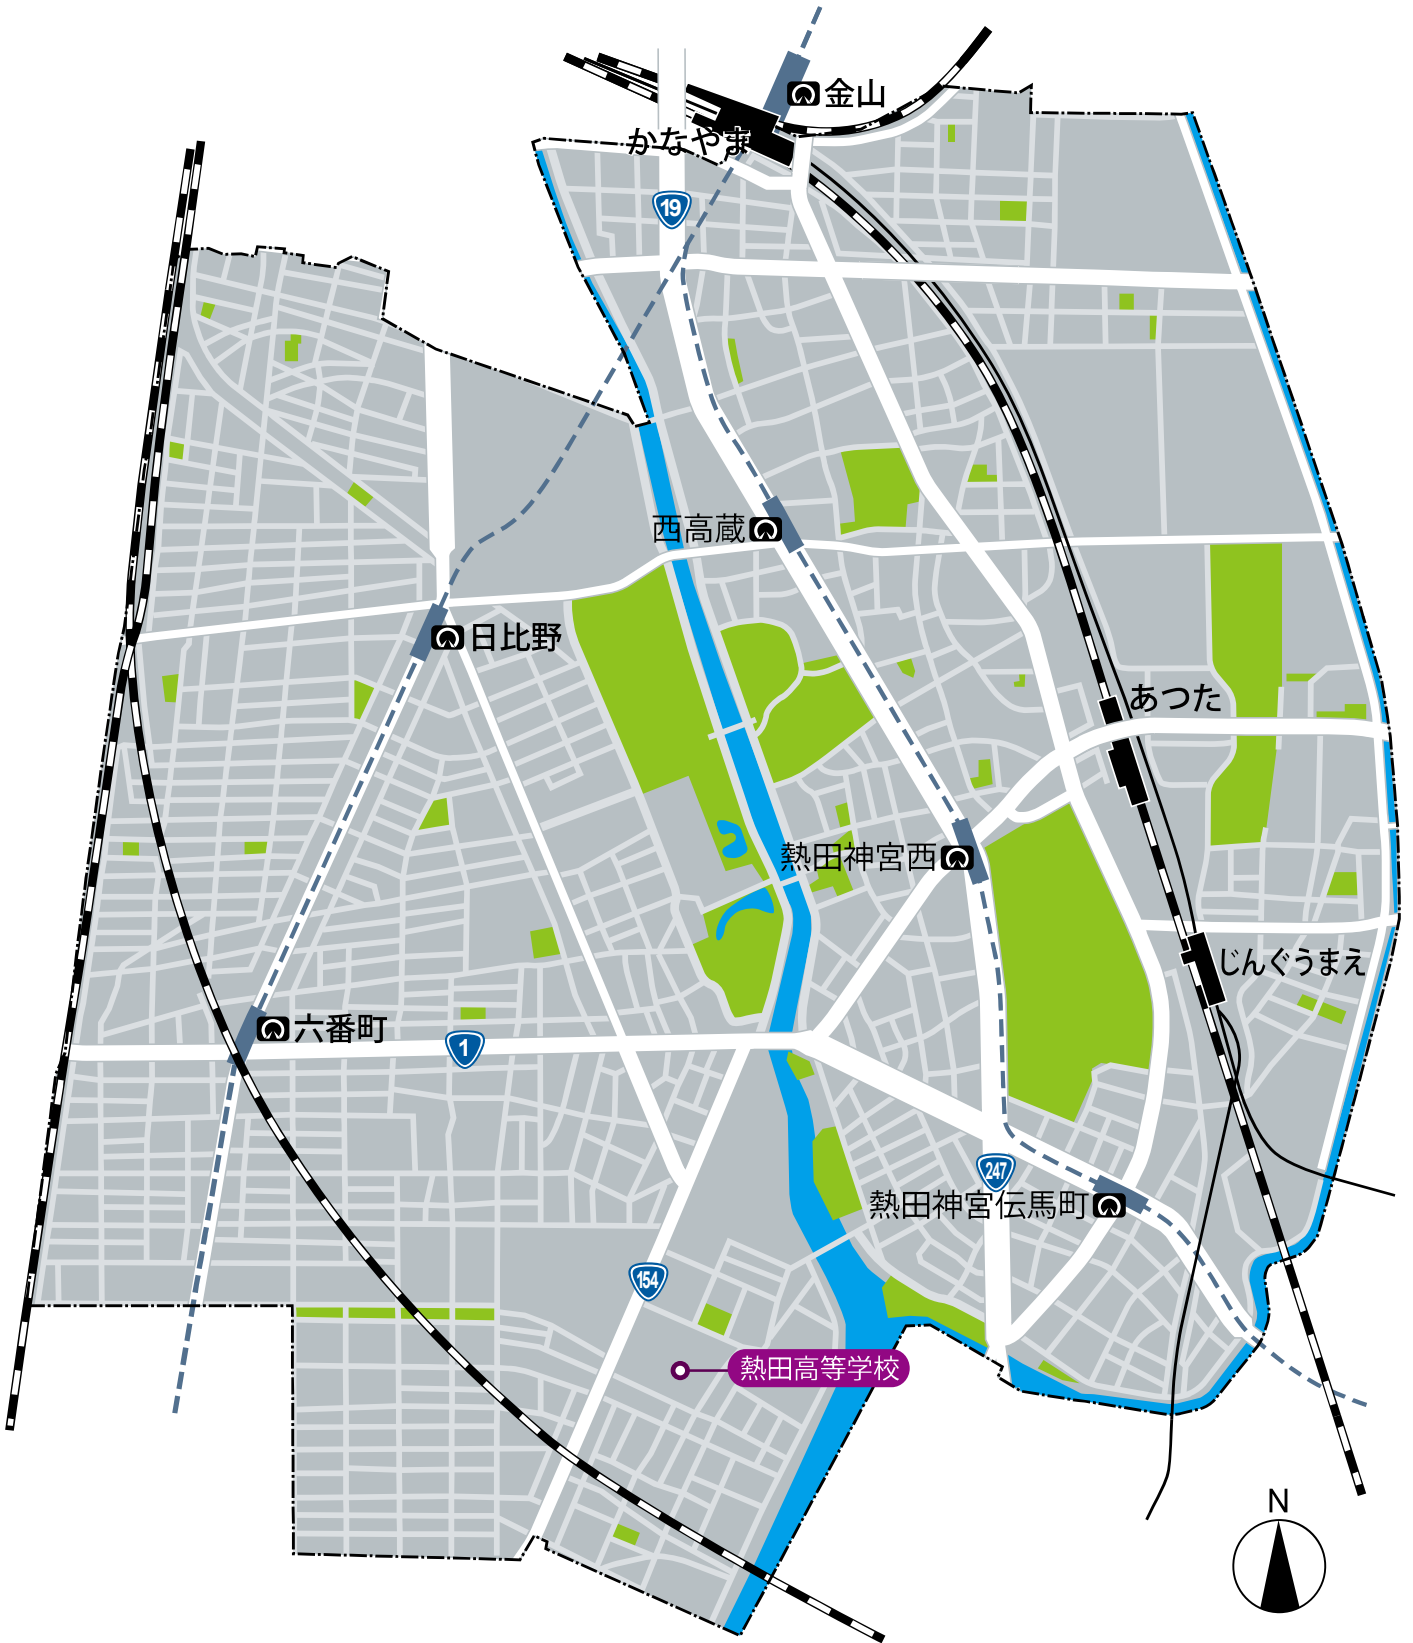 金山
かなやま
19
西高蔵
日比野
あつた
熱田神宮西
じんぐうまえ
六番町
1
247
熱田神宮伝馬町
154
熱田高等学校
N